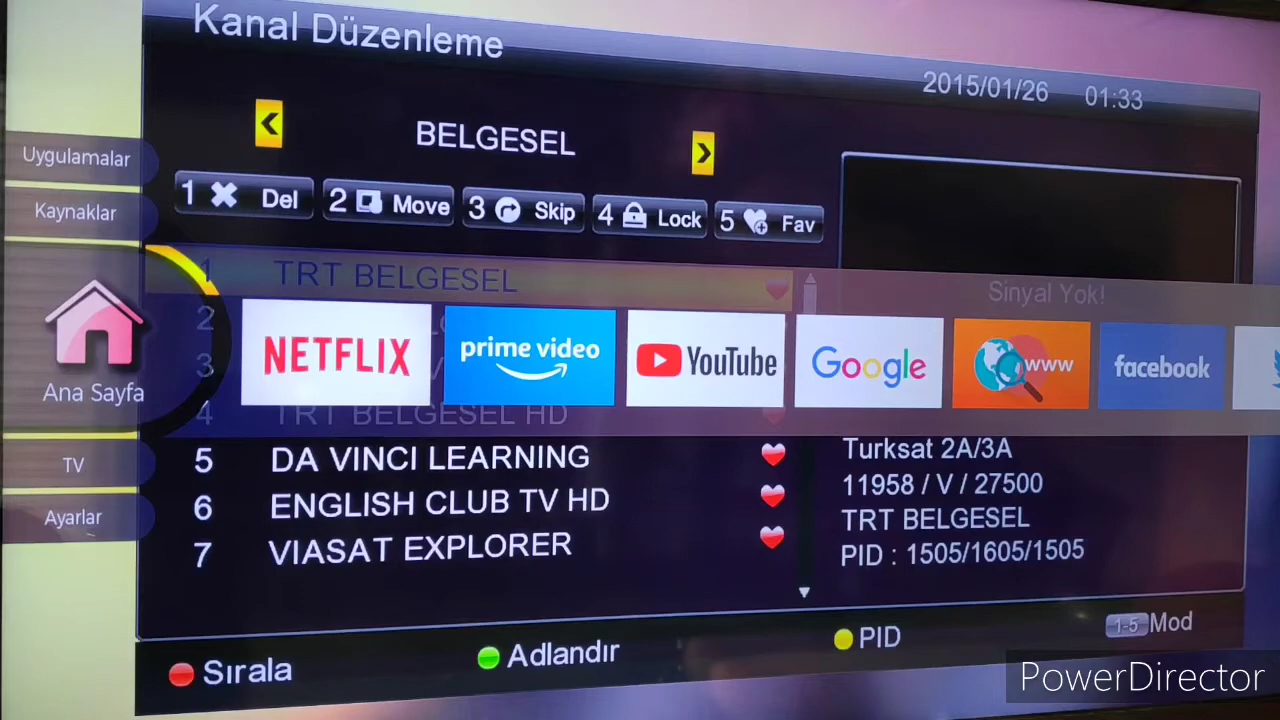 Kanal Düzenleme
2015/01/26 01:33
BELGESEL
1 Del 2 Move 3 Skip 4 Lock 5 Fav
Uygulamalar
Kaynaklar
Ana Sayfa
TV
Ayarlar
1 TRT BELGESEL
2
3
4 TRT BELGESEL HD
5 DA VINCI LEARNING
6 ENGLISH CLUB TV HD
7 VIASAT EXPLORER
NETFLIX
prime video
YouTube
Google
www
facebook
Sinyal Yok!
Turksat 2A/3A
11958 / V / 27500
TRT BELGESEL
PID : 1505/1605/1505
Sırala
Adlandır
PID
1-5 Mod
PowerDirector